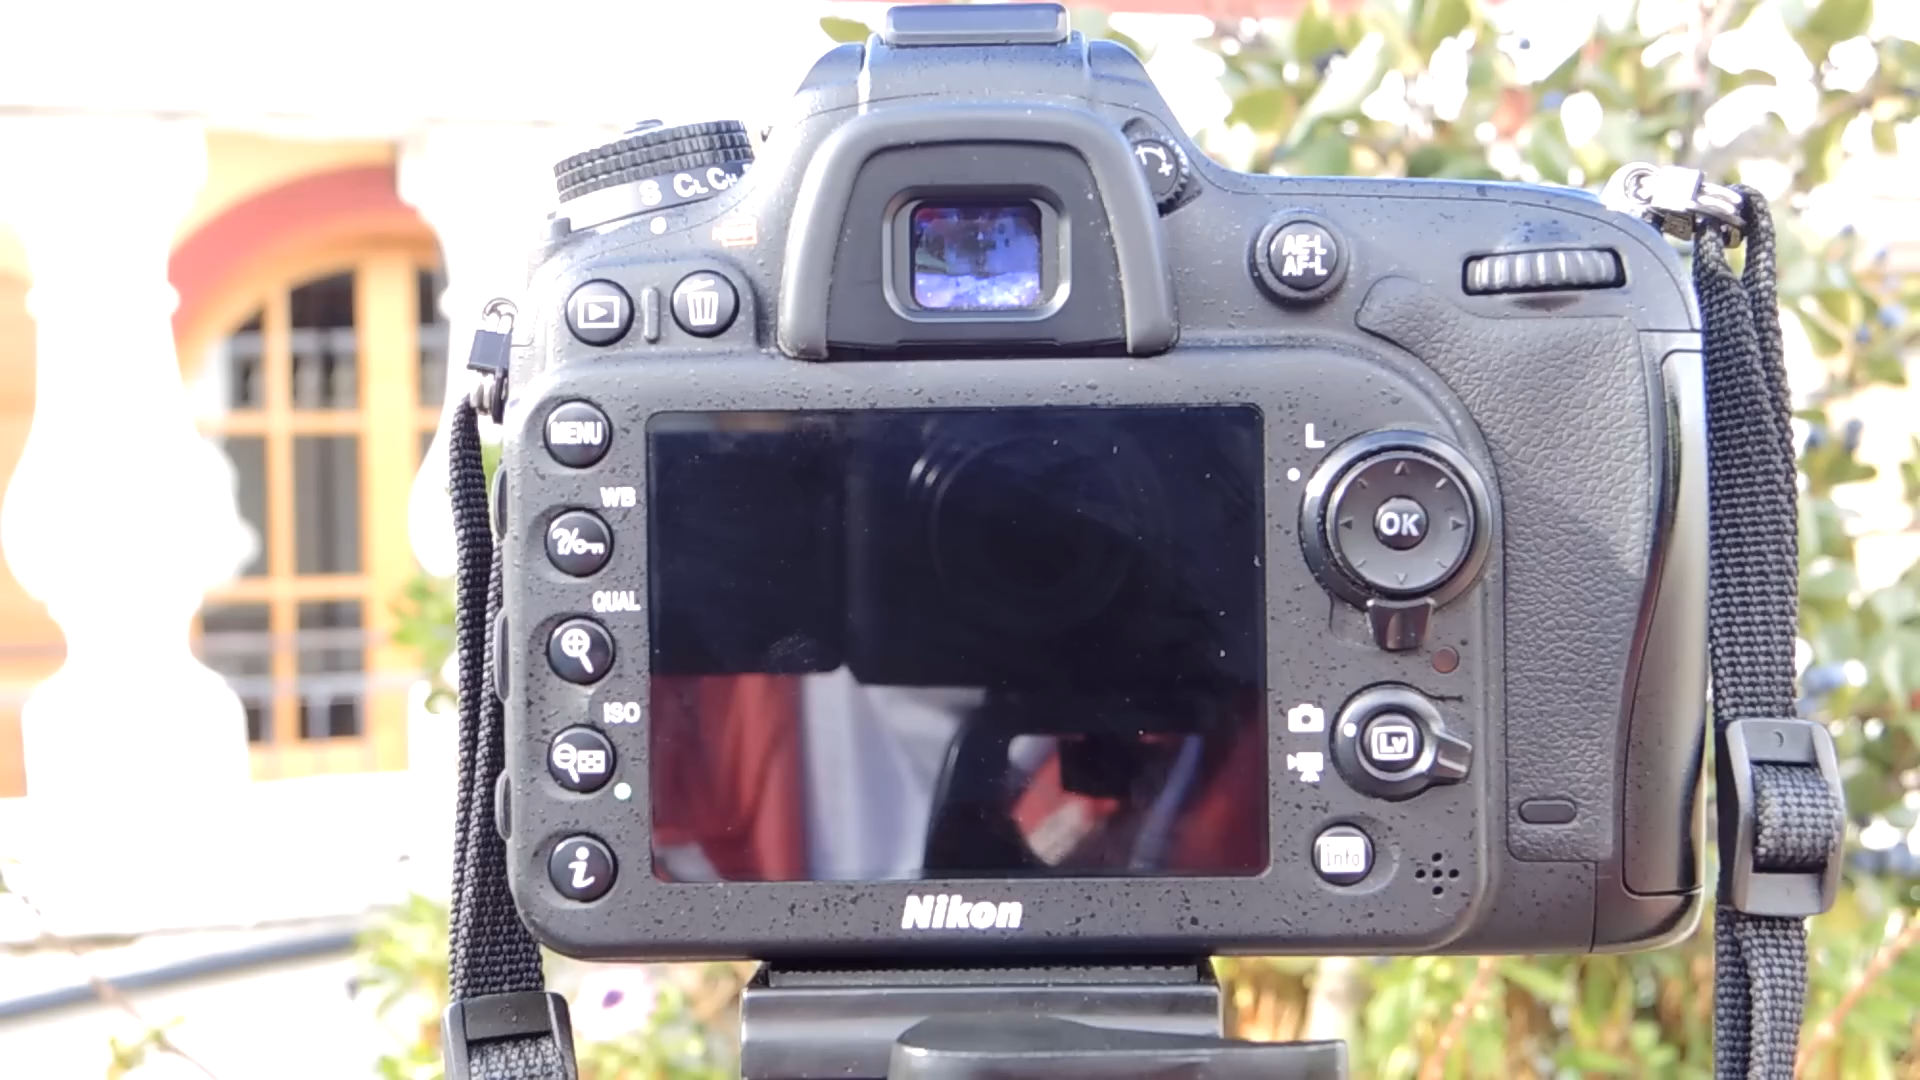 S CL CH
AE-L
AF-L
MENU
WB
?
QUAL
ISO
i
L
OK
Lv
info
Nikon